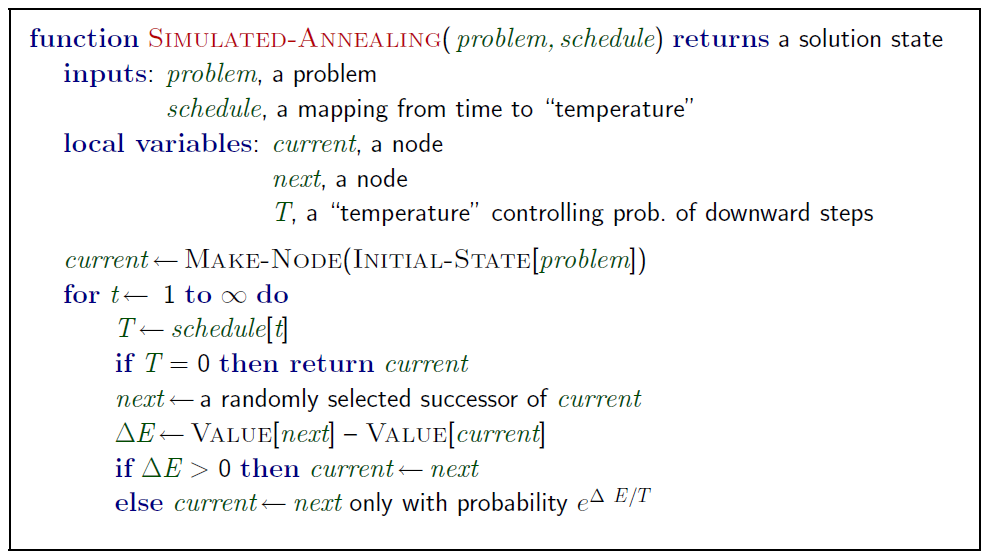 function SIMULATED-ANNEALING( problem, schedule) returns a solution state
inputs: problem, a problem
schedule, a mapping from time to “temperature”
local variables: current, a node
next, a node
T, a “temperature” controlling prob. of downward steps
current ← MAKE-NODE(INITIAL-STATE[problem])
for t ← 1 to ∞ do
T ← schedule[t]
if T = 0 then return current
next ← a randomly selected successor of current
ΔE ← VALUE[next] – VALUE[current]
if ΔE > 0 then current ← next
else current ← next only with probability e^Δ E/T